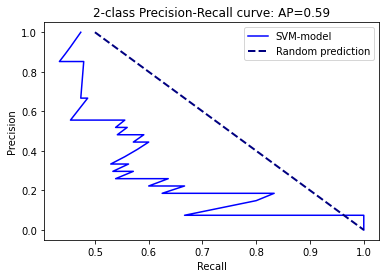 2-class Precision-Recall curve: AP=0.59
SVM-model
Random prediction
Precision
1.0
0.8
0.6
0.4
0.2
0.0
0.5 0.6 0.7 0.8 0.9 1.0
Recall